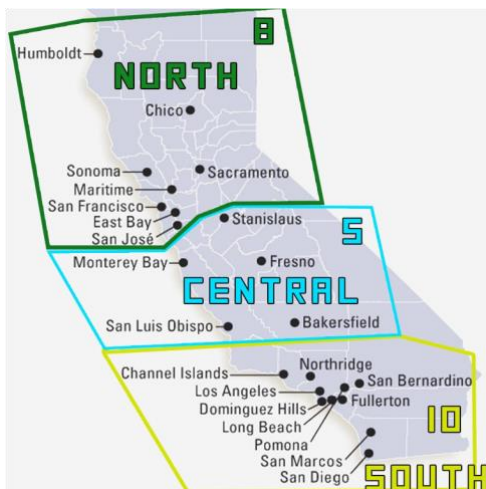 8
Humboldt
NORTH
Chico
Sonoma
Sacramento
Maritime
San Francisco
East Bay
San José
Stanislaus
5
Monterey Bay
Fresno
CENTRAL
San Luis Obispo
Bakersfield
Channel Islands
Northridge
San Bernardino
Los Angeles
Dominguez Hills
Fullerton
Long Beach
10
Pomona
San Marcos
San Diego
SOUTH